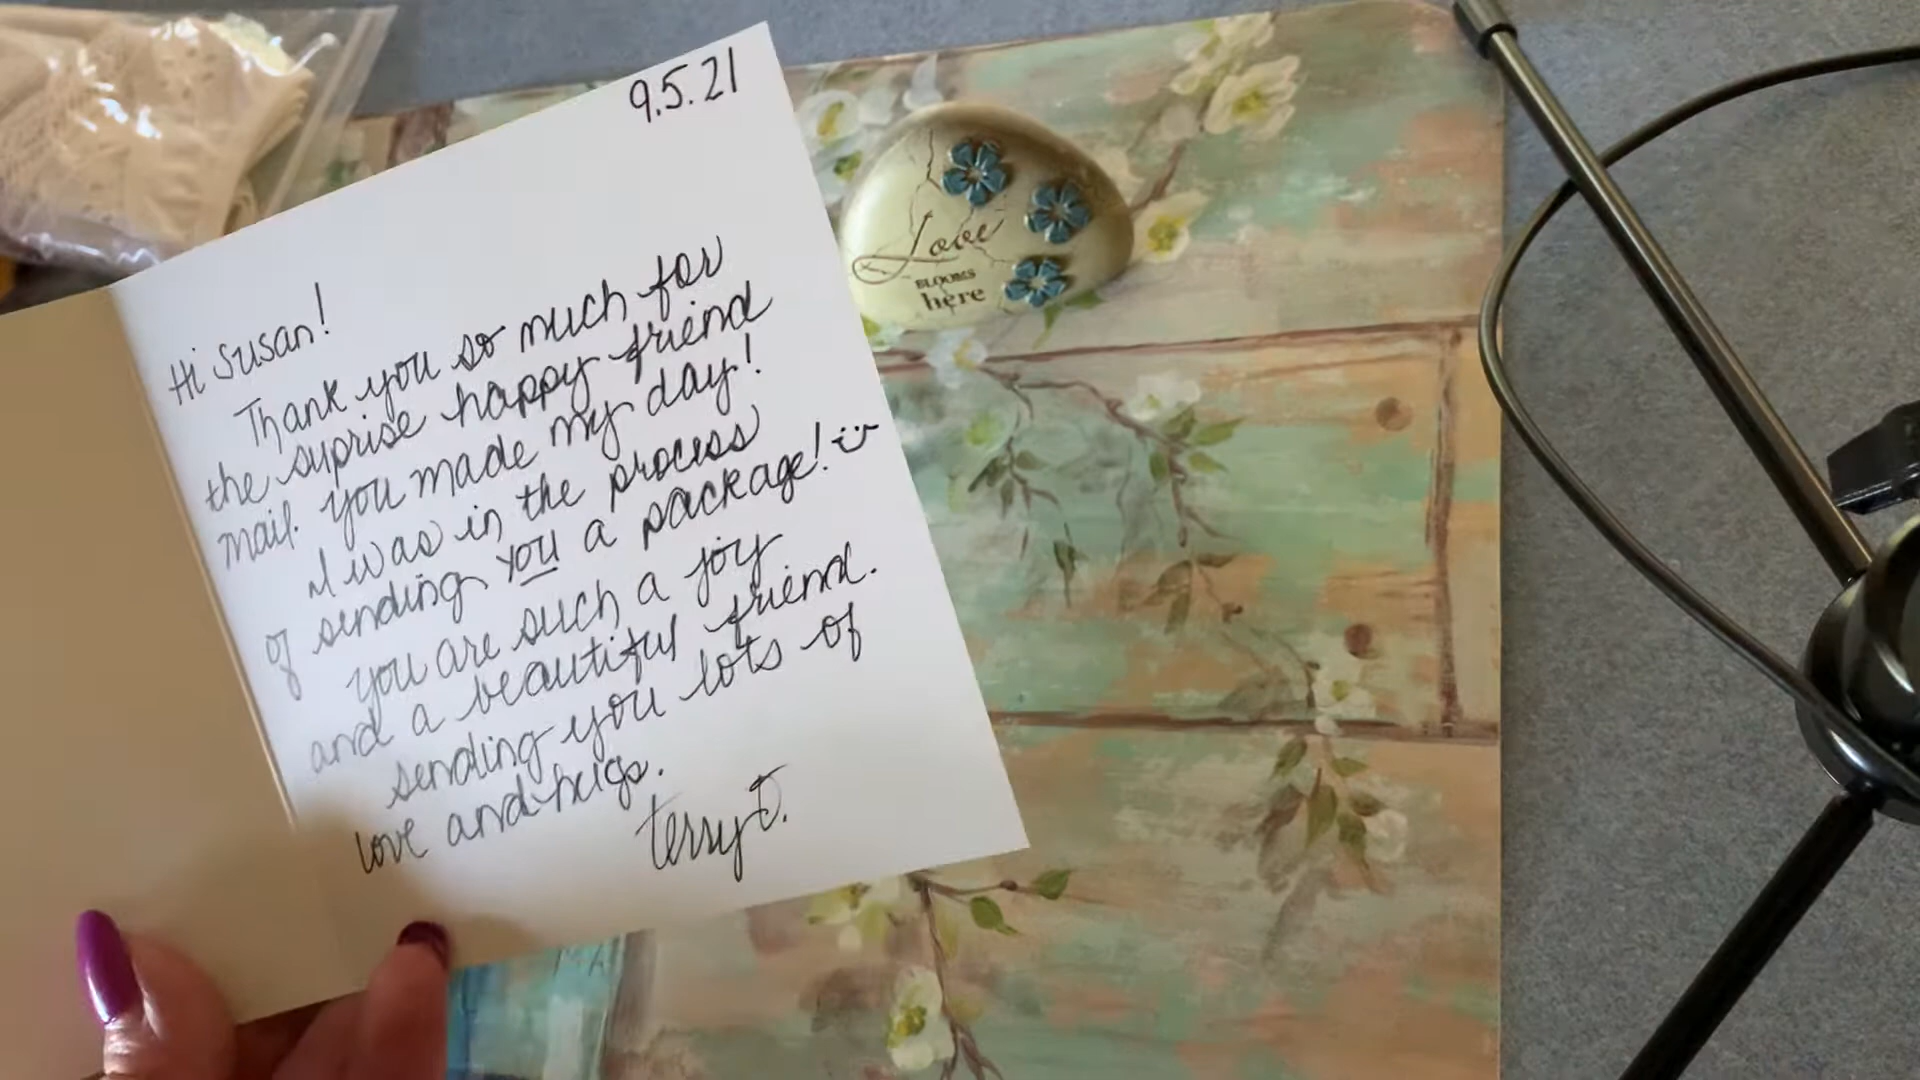 9.5.21
Hi Susan!
Thank you so much for
the suprise happy friend
mail. You made my day!
I was in the process
of sending you a package! :)
You are such a joy
and a beautiful friend.
Sending you lots of
love and hugs.
Terry D.
Love
BLOOMS
here